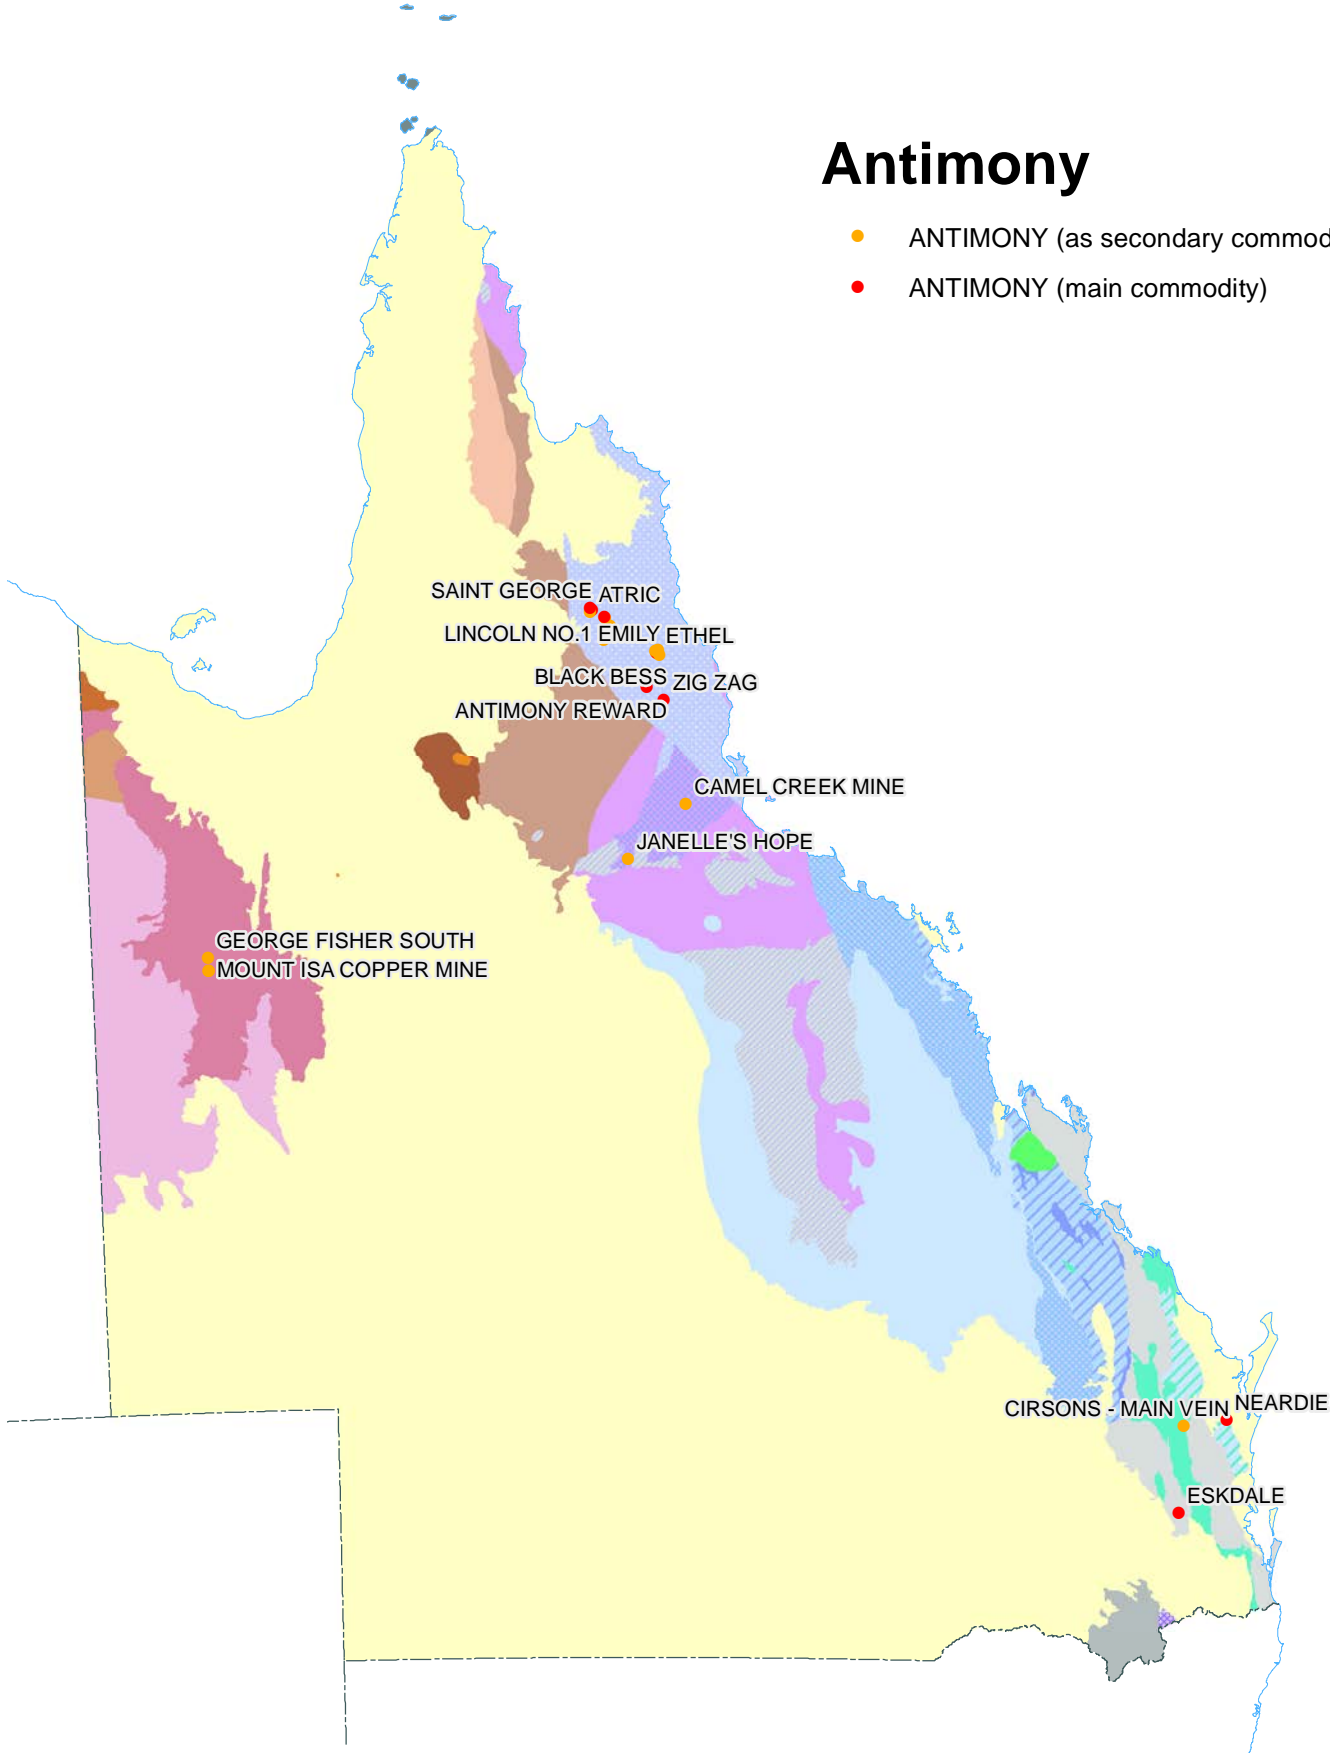 Antimony
ANTIMONY (as secondary commod
ANTIMONY (main commodity)
SAINT GEORGE
ATRIC
LINCOLN NO.1
EMILY
ETHEL
BLACK BESS
ZIG ZAG
ANTIMONY REWARD
CAMEL CREEK MINE
JANELLE'S HOPE
GEORGE FISHER SOUTH
MOUNT ISA COPPER MINE
CIRSONS - MAIN VEIN
NEARDIE
ESKDALE